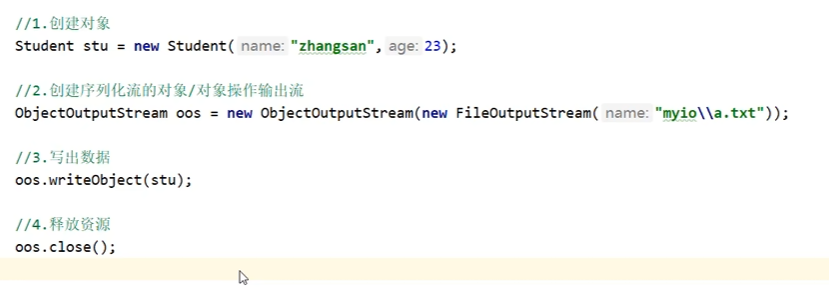 //1.创建对象
Student stu = new Student( name: "zhangsan", age: 23);
//2.创建序列化流的对象/对象操作输出流
ObjectOutputStream oos = new ObjectOutputStream(new FileOutputStream( name: "myio\\a.txt"));
//3.写出数据
oos.writeObject(stu);
//4.释放资源
oos.close();